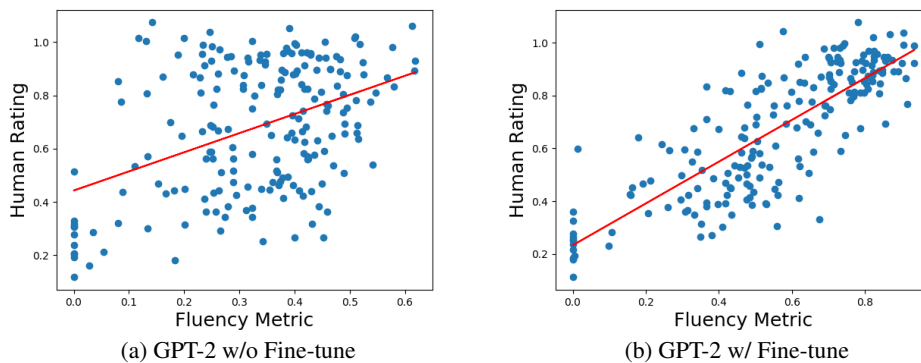 1.0
0.8
0.6
0.4
0.2
0.0 0.1 0.2 0.3 0.4 0.5 0.6
Human Rating
Fluency Metric
(a) GPT-2 w/o Fine-tune
1.0
0.8
0.6
0.4
0.2
0.0 0.2 0.4 0.6 0.8
Human Rating
Fluency Metric
(b) GPT-2 w/ Fine-tune